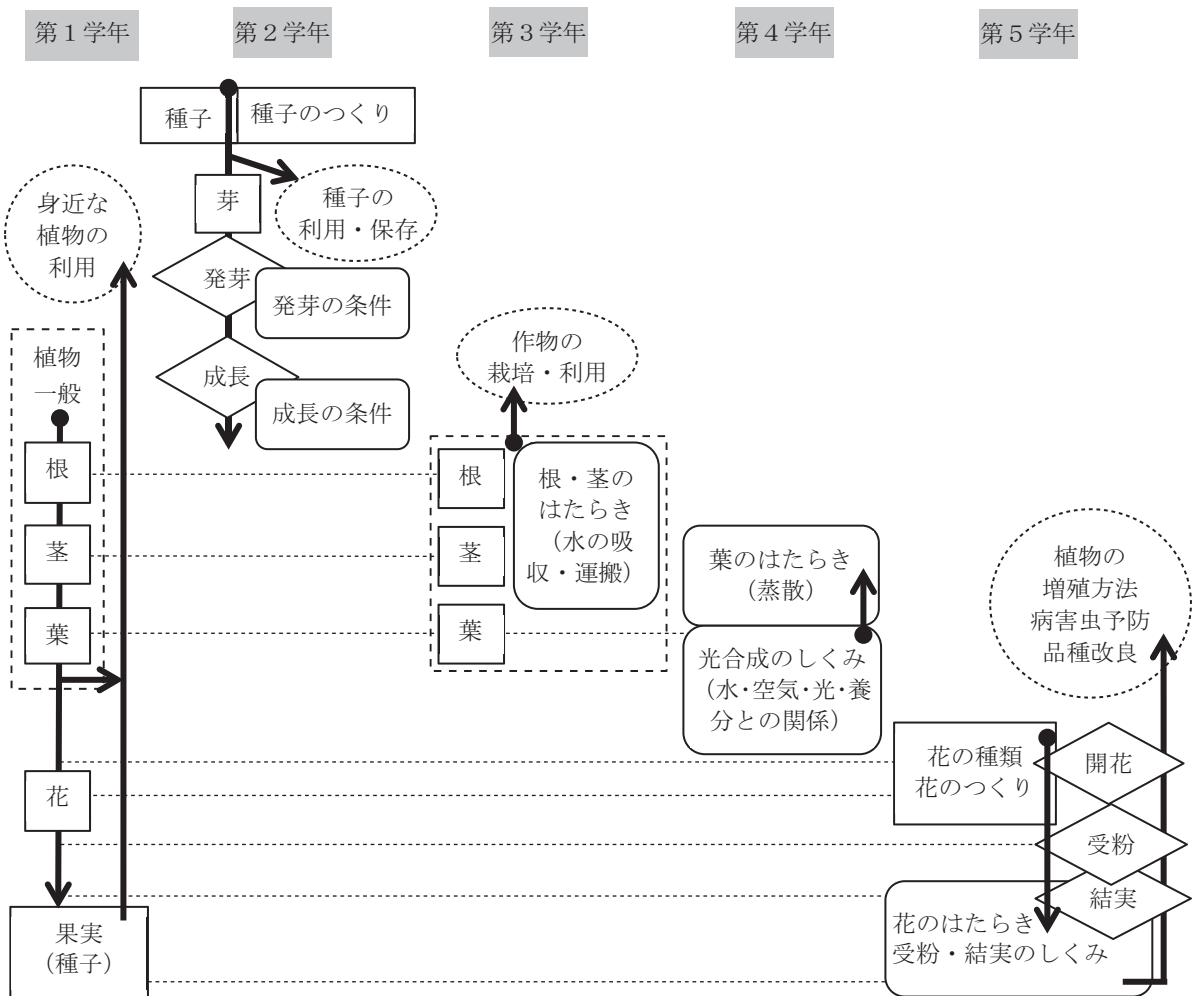 第１学年
第２学年
第３学年
第４学年
第５学年
種子
種子のつくり
芽
種子の
利用・保存
身近な
植物の
利用
発芽
発芽の条件
成長
成長の条件
植物
一般
根
茎
葉
花
果実
（種子）
作物の
栽培・利用
根
茎
葉
根・茎の
はたらき
（水の吸
収・運搬）
葉のはたらき
（蒸散）
光合成のしくみ
（水・空気・光・養
分との関係）
植物の
増殖方法
病害虫予防
品種改良
花の種類
花のつくり
開花
受粉
結実
花のはたらき
受粉・結実のしくみ